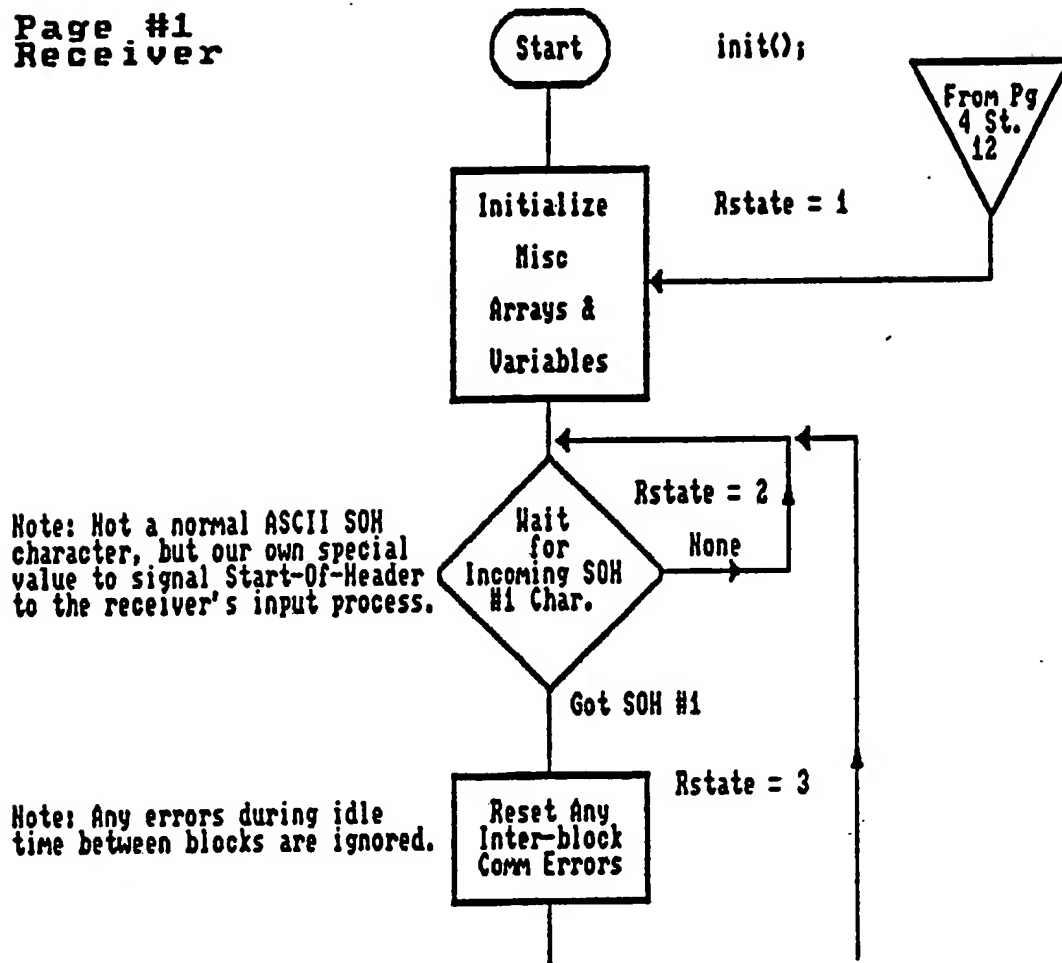 Page #1
Receiver
Start
init();
From Pg
4 St.
12
Initialize
Misc
Arrays &
Variables
Rstate = 1
Rstate = 2
Wait
for
Incoming SOH
#1 Char.
None
Note: Not a normal ASCII SOH
character, but our own special
value to signal Start-Of-Header
to the receiver's input process.
Got SOH #1
Rstate = 3
Reset Any
Inter-block
Comm Errors
Note: Any errors during idle
time between blocks are ignored.